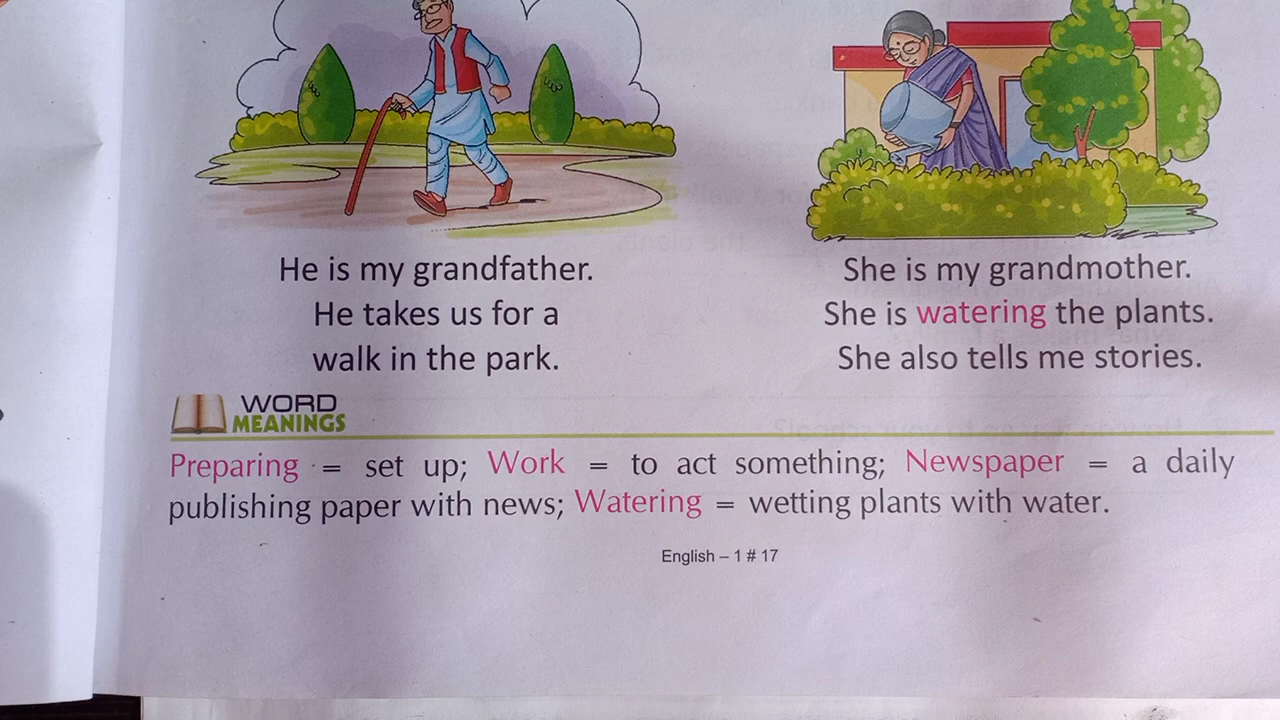 He is my grandfather.
He takes us for a
walk in the park.
She is my grandmother.
She is watering the plants.
She also tells me stories.
WORD
MEANINGS
Preparing = set up; Work = to act something; Newspaper = a daily
publishing paper with news; Watering = wetting plants with water.
English – 1 # 17